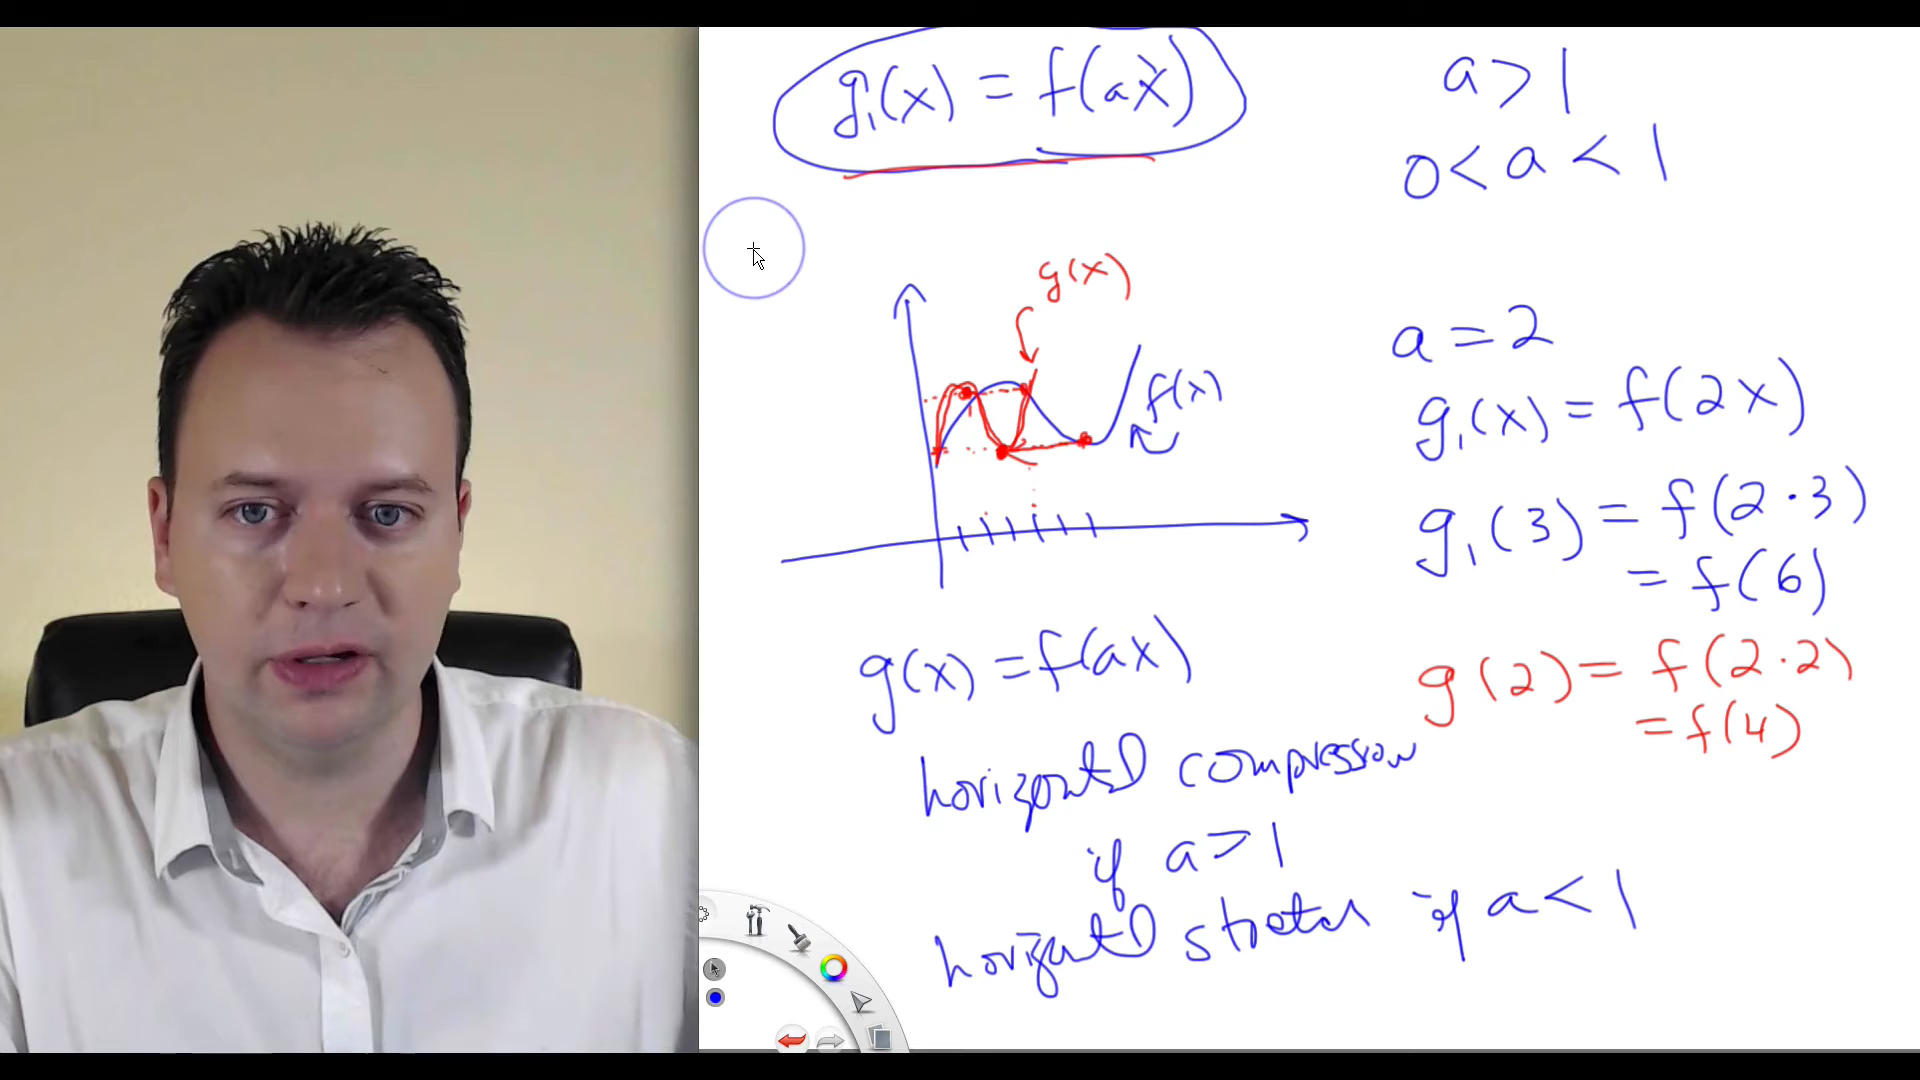 g₁(x) = f(ax)
a > 1
0 < a < 1
g(x)
f(x)
a = 2
g₁(x) = f(2x)
g₁(3) = f(2·3)
= f(6)
g(2) = f(2·2)
= f(4)
g(x) = f(ax)
horizontal compression
if a > 1
horizontal stretch if a < 1